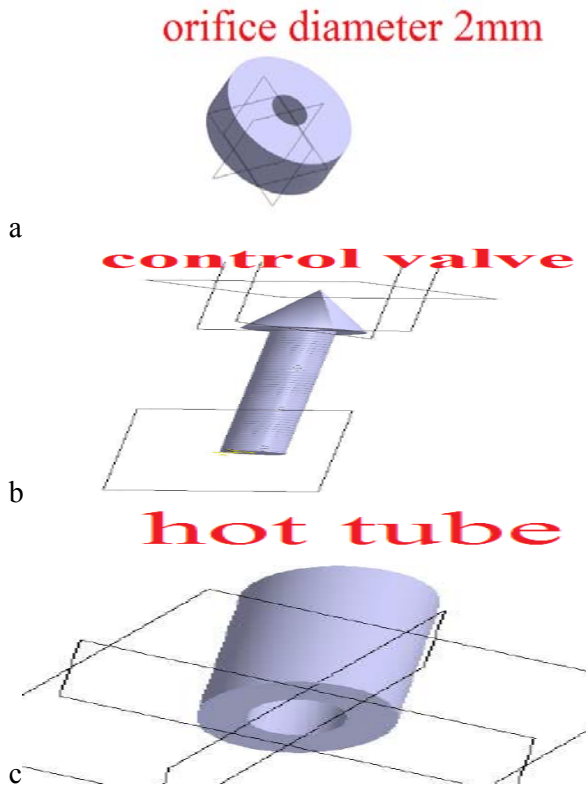 orifice diameter 2mm
a
control valve
b
hot tube
c